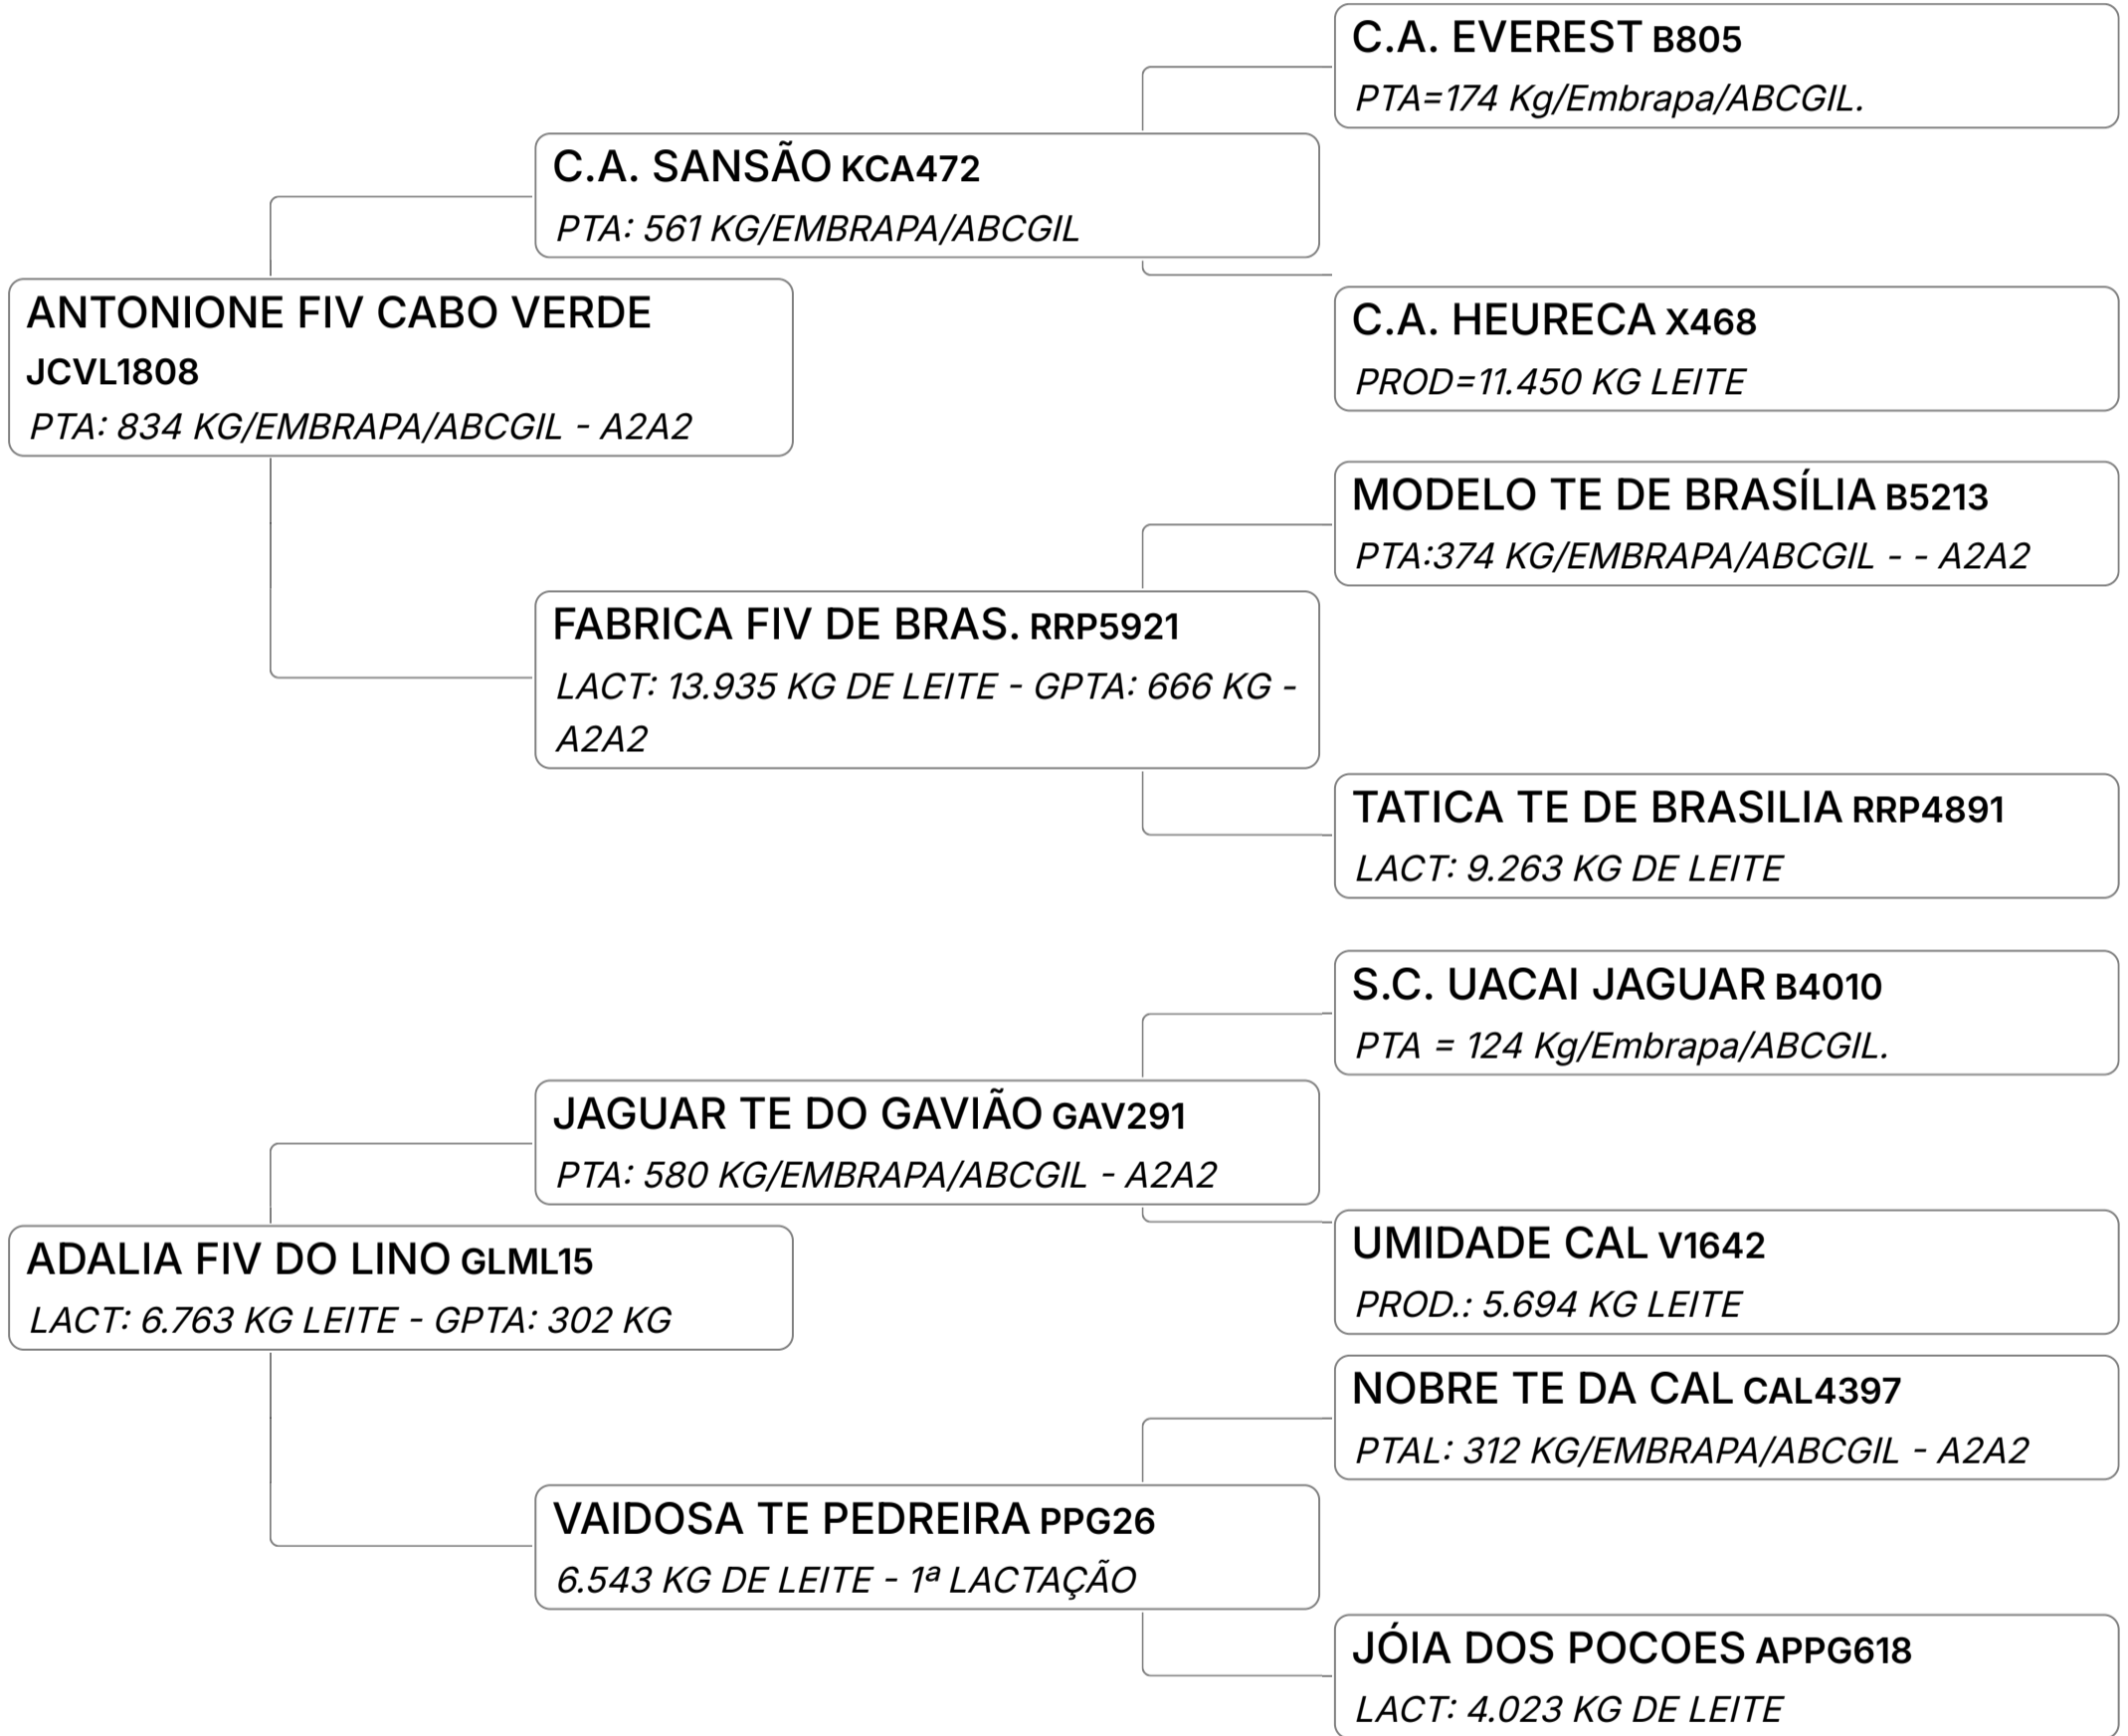 C.A. EVEREST B805
PTA=174 Kg/Embrapa/ABCGIL.
C.A. SANSÃO KCA472
PTA: 561 KG/EMBRAPA/ABCGIL
ANTONIONE FIV CABO VERDE
JCVL1808
PTA: 834 KG/EMBRAPA/ABCGIL - A2A2
C.A. HEURECA X468
PROD=11.450 KG LEITE
MODELO TE DE BRASÍLIA B5213
PTA:374 KG/EMBRAPA/ABCGIL - - A2A2
FABRICA FIV DE BRAS. RRP5921
LACT: 13.935 KG DE LEITE - GPTA: 666 KG -
A2A2
TATICA TE DE BRASILIA RRP4891
LACT: 9.263 KG DE LEITE
S.C. UACAI JAGUAR B4010
PTA = 124 Kg/Embrapa/ABCGIL.
JAGUAR TE DO GAVIÃO GAV291
PTA: 580 KG/EMBRAPA/ABCGIL - A2A2
ADALIA FIV DO LINO GLML15
LACT: 6.763 KG LEITE - GPTA: 302 KG
UMIDADE CAL V1642
PROD.: 5.694 KG LEITE
NOBRE TE DA CAL CAL4397
PTAL: 312 KG/EMBRAPA/ABCGIL - A2A2
VAIDOSA TE PEDREIRA PPG26
6.543 KG DE LEITE - 1ª LACTAÇÃO
JÓIA DOS POCOES APPG618
LACT: 4.023 KG DE LEITE